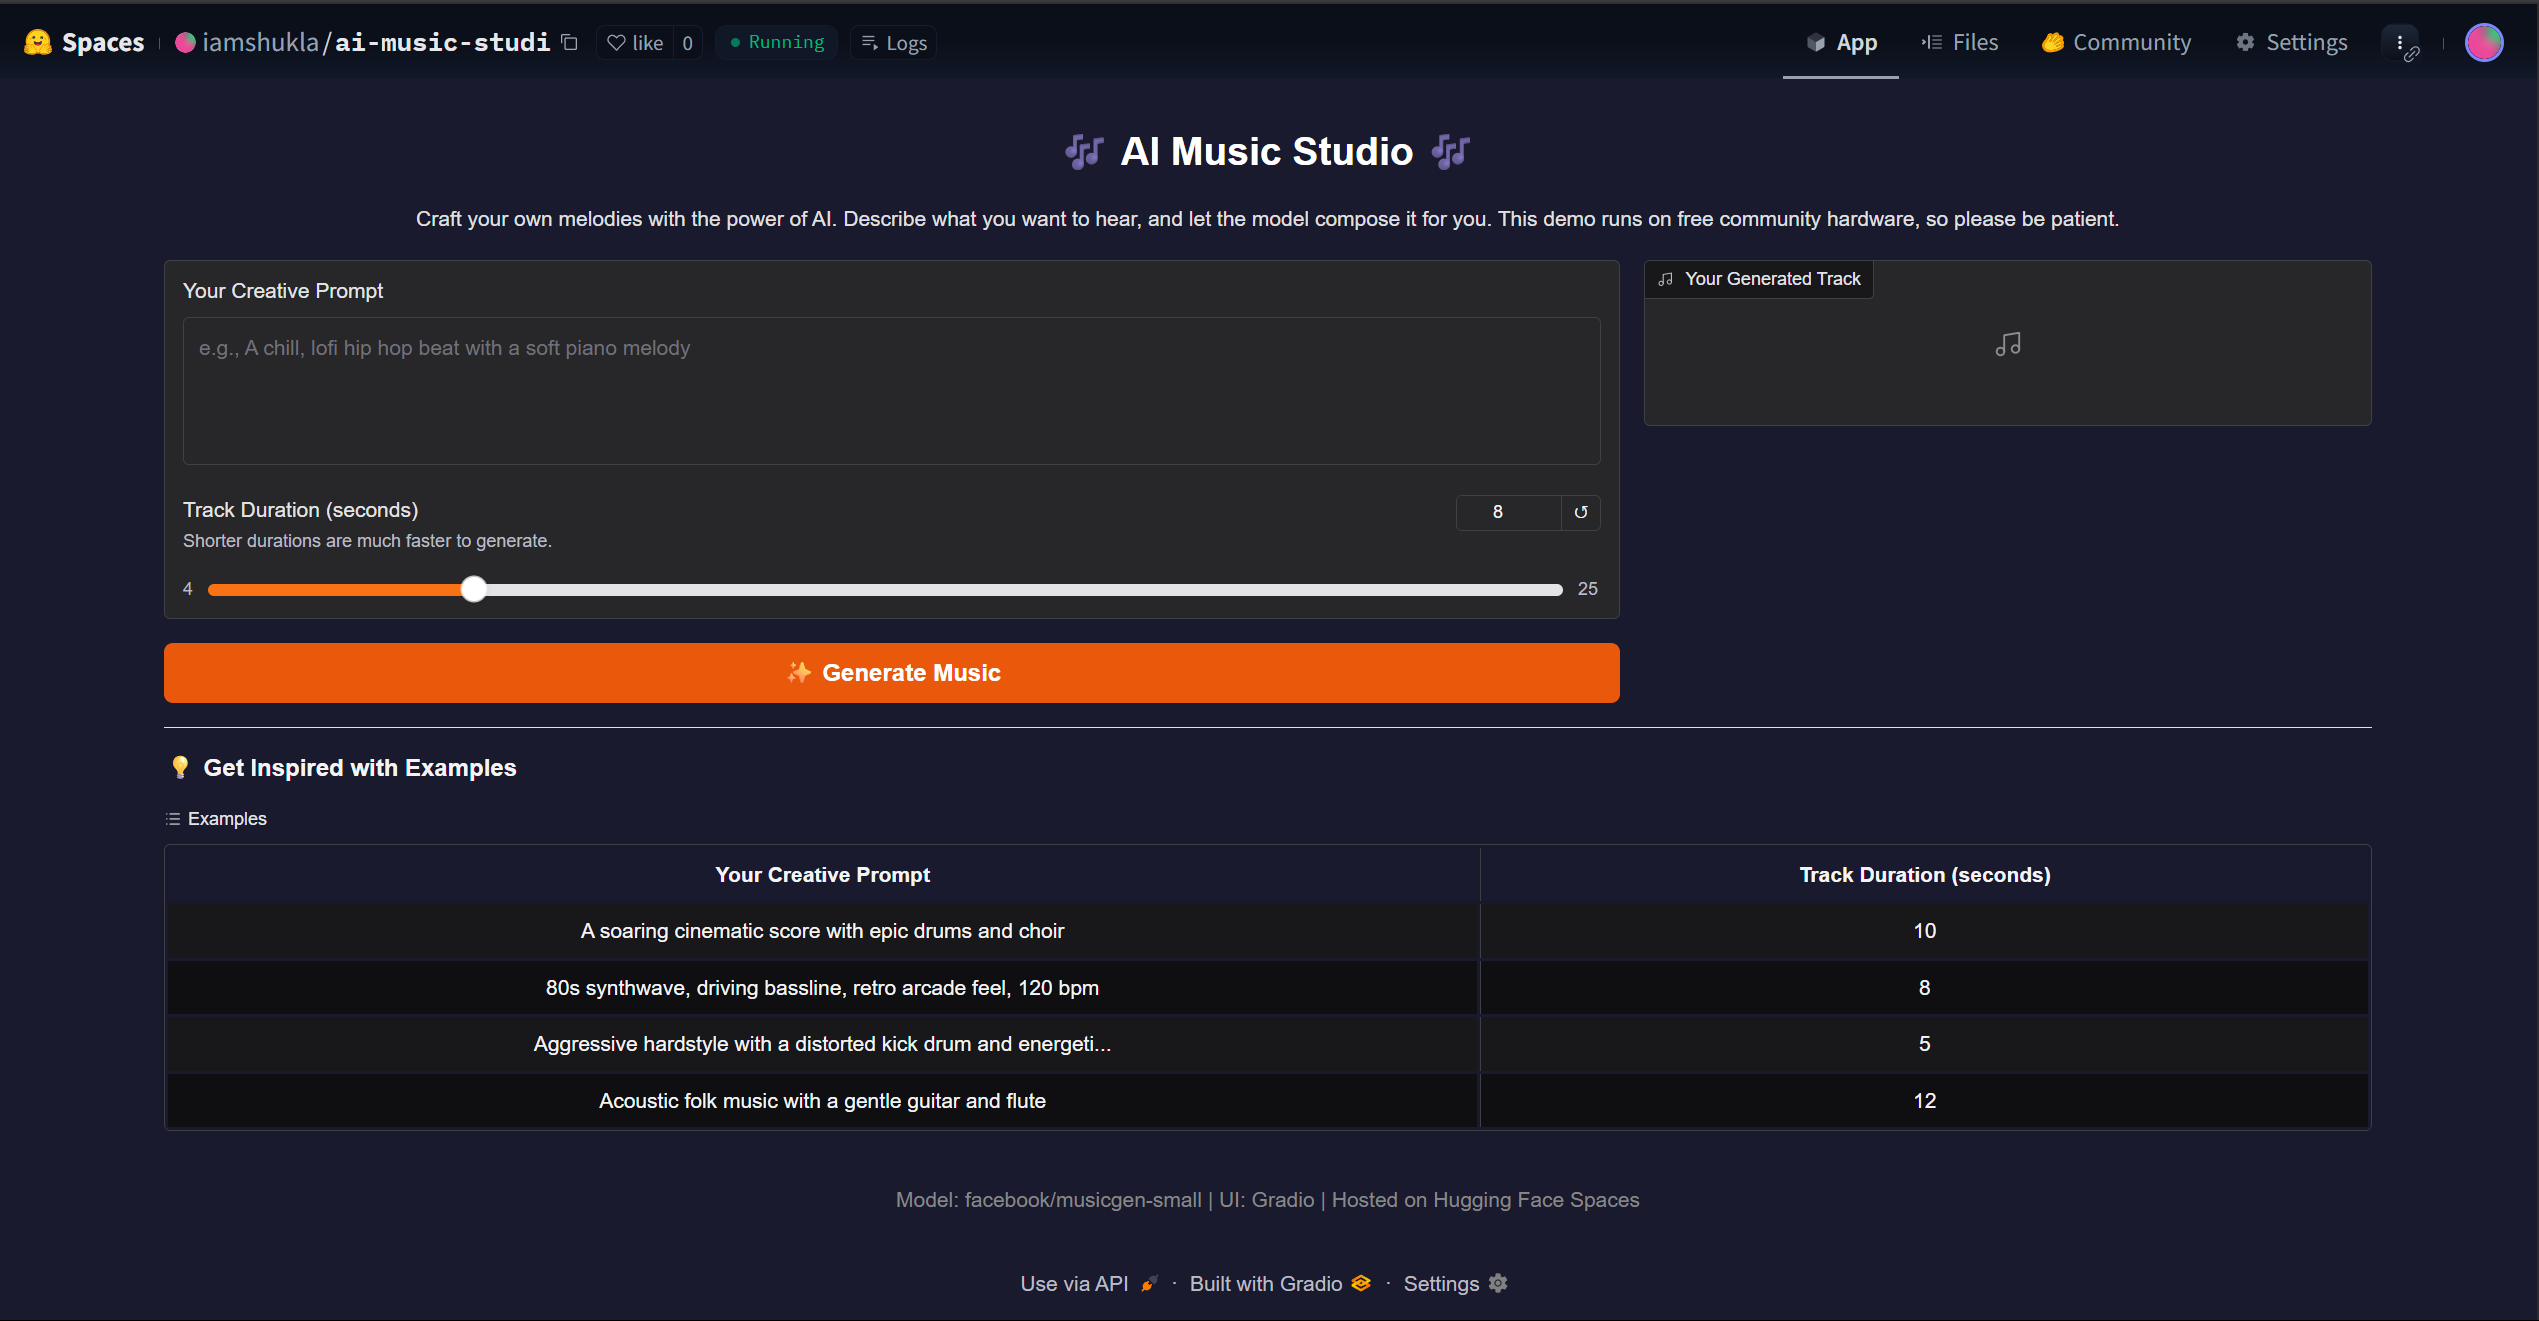 Spaces iamshukla/ai-music-studi like 0 Running Logs App Files Community Settings
AI Music Studio
Craft your own melodies with the power of AI. Describe what you want to hear, and let the model compose it for you. This demo runs on free community hardware, so please be patient.
Your Creative Prompt
e.g., A chill, lofi hip hop beat with a soft piano melody
Your Generated Track
Track Duration (seconds) 8
Shorter durations are much faster to generate.
4 25
Generate Music
Get Inspired with Examples
Examples
Your Creative Prompt Track Duration (seconds)
A soaring cinematic score with epic drums and choir 10
80s synthwave, driving bassline, retro arcade feel, 120 bpm 8
Aggressive hardstyle with a distorted kick drum and energeti... 5
Acoustic folk music with a gentle guitar and flute 12
Model: facebook/musicgen-small | UI: Gradio | Hosted on Hugging Face Spaces
Use via API · Built with Gradio · Settings